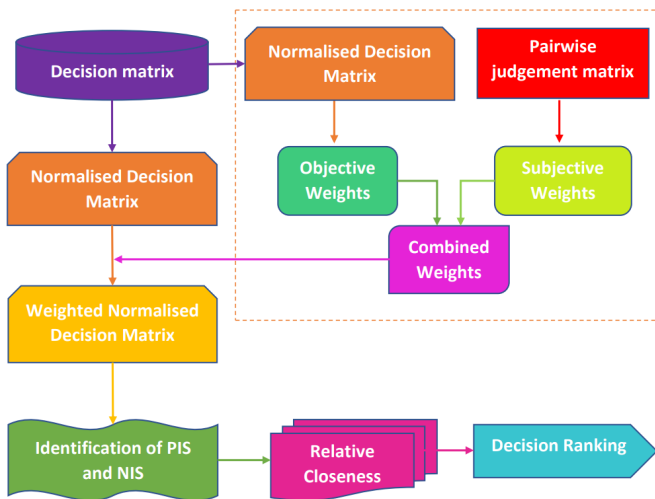 Decision matrix
Normalised Decision
Matrix
Pairwise
judgement matrix
Normalised Decision
Matrix
Objective
Weights
Subjective
Weights
Combined
Weights
Weighted Normalised
Decision Matrix
Identification of PIS
and NIS
Relative
Closeness
Decision Ranking